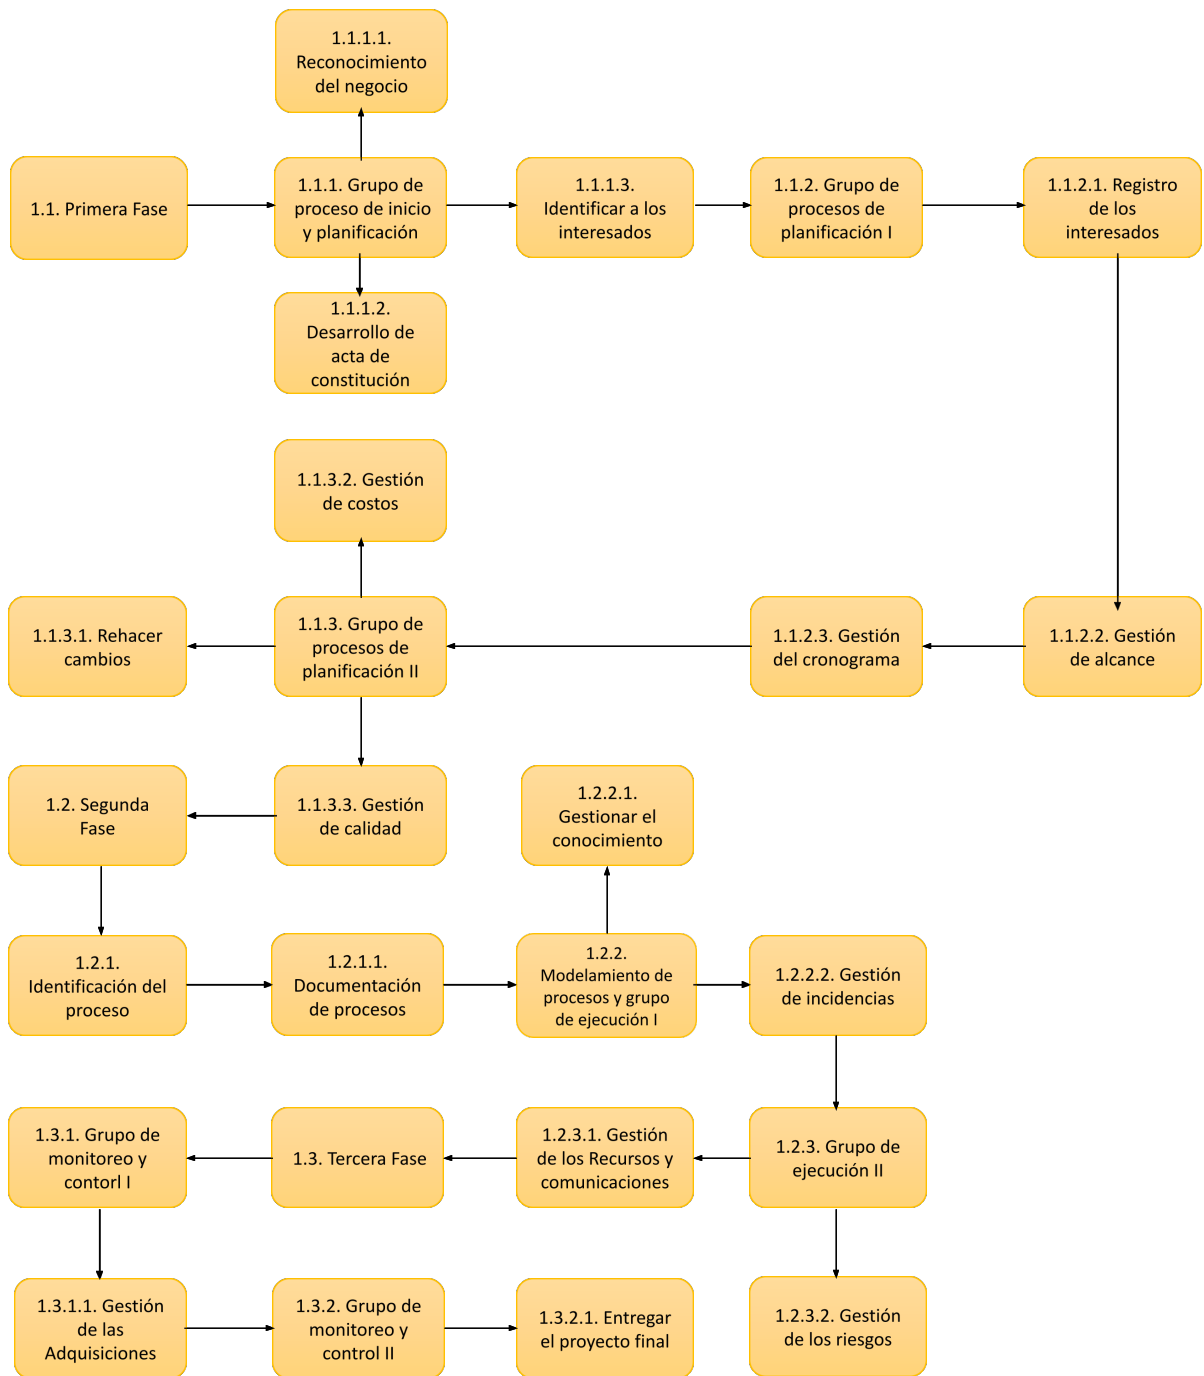 1.1.1.1.
Reconocimiento
del negocio
1.1. Primera Fase
1.1.1. Grupo de
proceso de inicio
y planificación
1.1.1.3.
Identificar a los
interesados
1.1.2. Grupo de
procesos de
planificación I
1.1.2.1. Registro
de los
interesados
1.1.1.2.
Desarrollo de
acta de
constitución
1.1.3.2. Gestión
de costos
1.1.3.1. Rehacer
cambios
1.1.3. Grupo de
procesos de
planificación II
1.1.2.3. Gestión
del cronograma
1.1.2.2. Gestión
de alcance
1.2. Segunda
Fase
1.1.3.3. Gestión
de calidad
1.2.2.1.
Gestionar el
conocimiento
1.2.1.
Identificación del
proceso
1.2.1.1.
Documentación
de procesos
1.2.2.
Modelamiento de
procesos y grupo
de ejecución I
1.2.2.2. Gestión
de incidencias
1.3.1. Grupo de
monitoreo y
contorl I
1.3. Tercera Fase
1.2.3.1. Gestión
de los Recursos y
comunicaciones
1.2.3. Grupo de
ejecución II
1.3.1.1. Gestión
de las
Adquisiciones
1.3.2. Grupo de
monitoreo y
control II
1.3.2.1. Entregar
el proyecto final
1.2.3.2. Gestión
de los riesgos